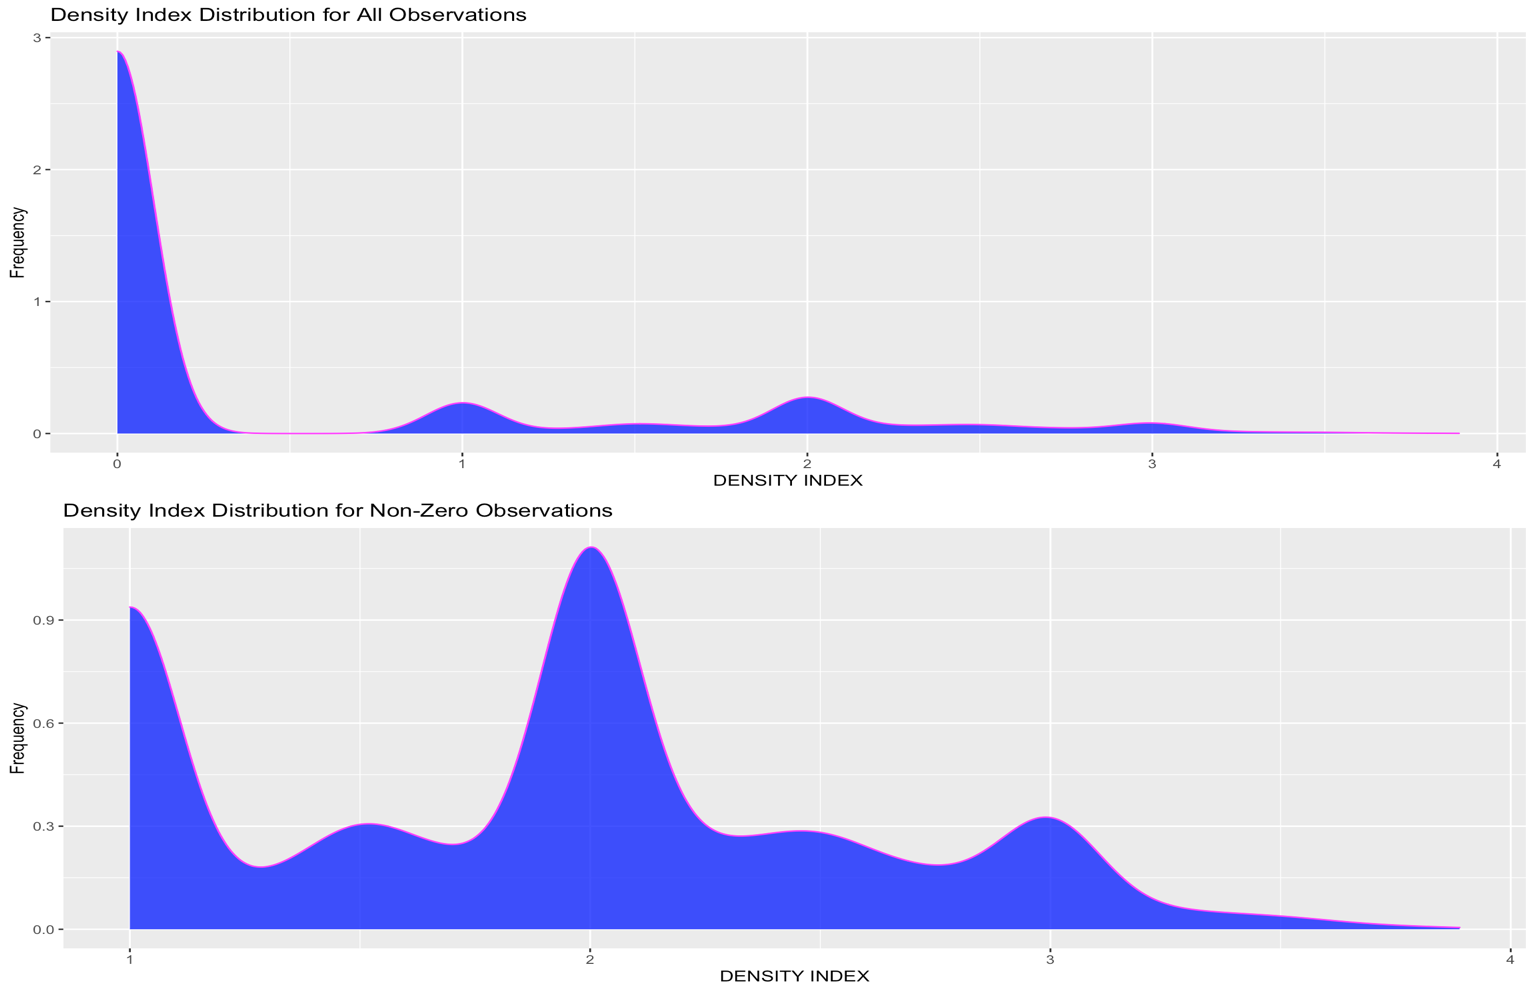 Density Index Distribution for All Observations
3
2
1
0
Frequency
0 1 2 3 4
DENSITY INDEX
Density Index Distribution for Non-Zero Observations
0.9
0.6
0.3
0.0
Frequency
1 2 3 4
DENSITY INDEX